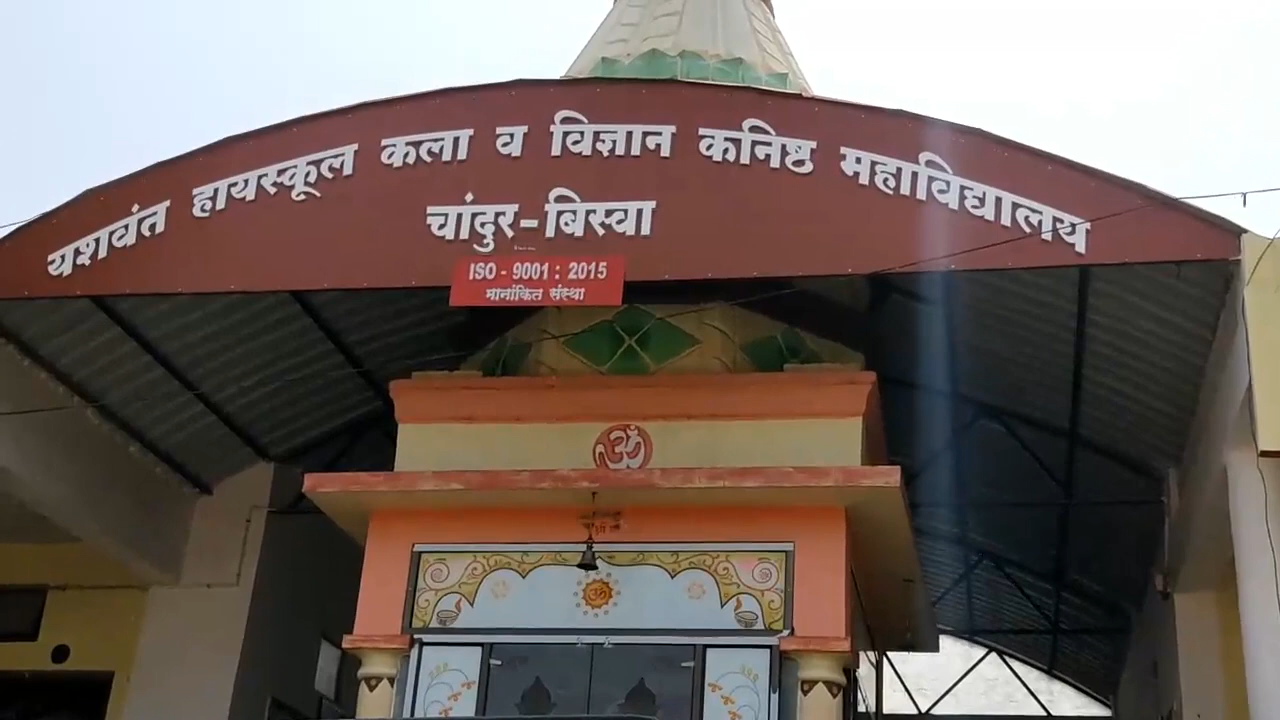 यशवंत हायस्कूल कला व विज्ञान कनिष्ठ महाविद्यालय
चांदुर-बिस्वा
ISO - 9001 : 2015
मानांकित संस्था
ॐ
ॐ